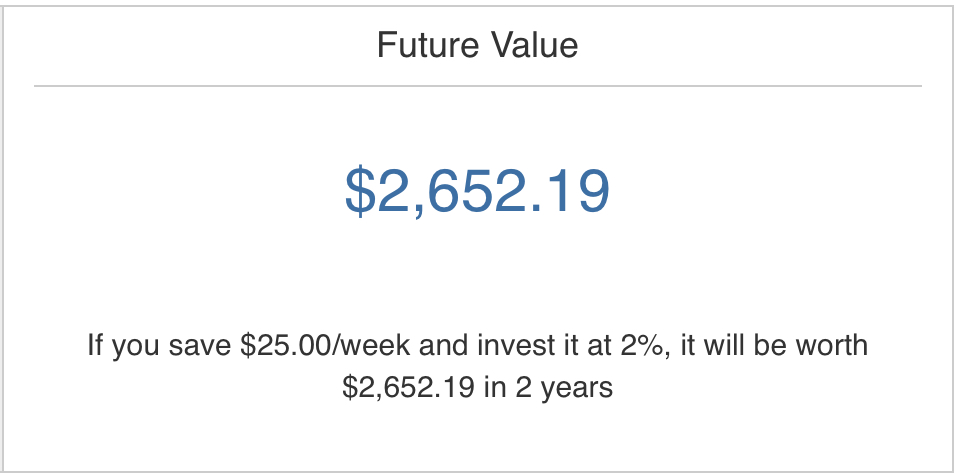 Future Value
$2,652.19
If you save $25.00/week and invest it at 2%, it will be worth
$2,652.19 in 2 years